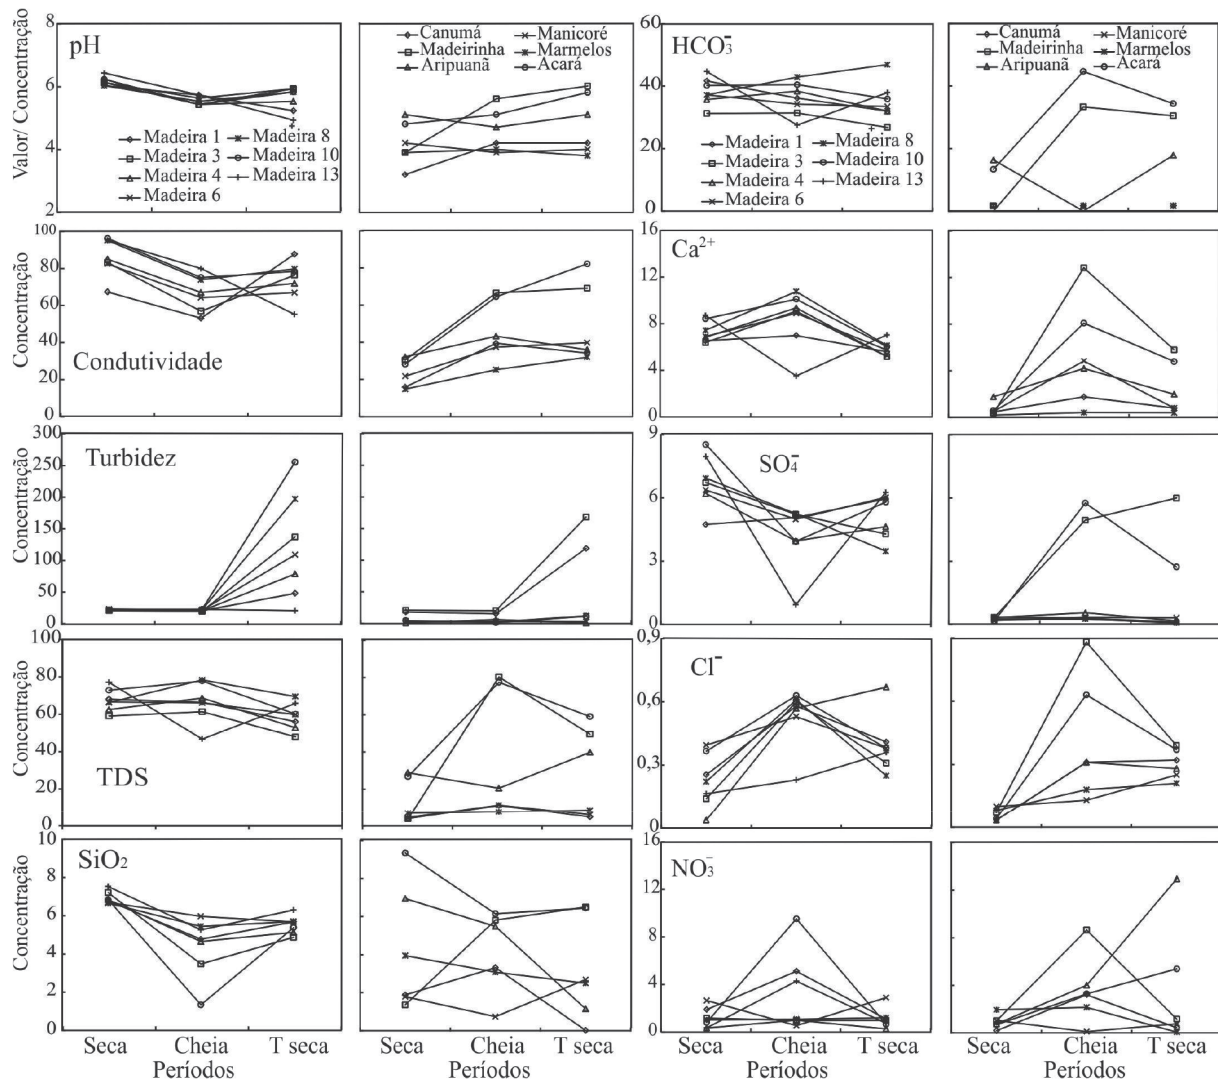 Valor/ Concentração
8
6
4
2
pH
Madeira 1
Madeira 8
Madeira 3
Madeira 10
Madeira 4
Madeira 13
Madeira 6
Canumá
Manicoré
Madeirinha
Marmelos
Aripuanã
Acará
60
40
20
0
HCO₃⁻
Madeira 1
Madeira 8
Madeira 3
Madeira 10
Madeira 4
Madeira 13
Madeira 6
Canumá
Manicoré
Madeirinha
Marmelos
Aripuanã
Acará
Concentração
100
80
60
40
20
0
Condutividade
16
12
8
4
0
Ca²⁺
Concentração
300
250
200
150
100
50
0
Turbidez
9
6
3
0
SO₄⁻
Concentração
100
80
60
40
20
0
TDS
0,9
0,6
0,3
0
Cl⁻
Concentração
10
8
6
4
2
0
SiO₂
16
12
8
4
0
NO₃⁻
Seca Cheia T seca
Períodos
Seca Cheia T seca
Períodos
Seca Cheia T seca
Períodos
Seca Cheia T seca
Períodos